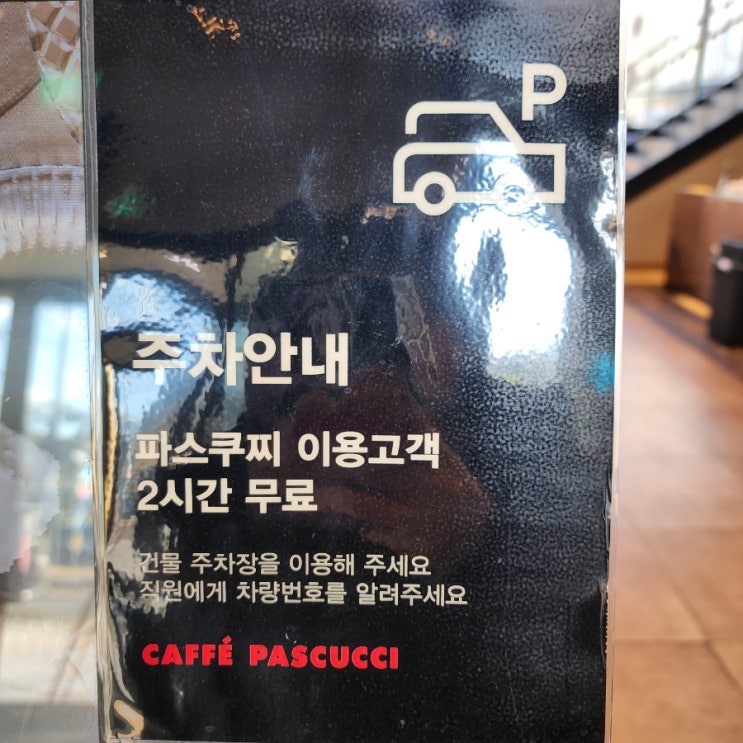 P
주차안내
파스쿠찌 이용고객
2시간 무료
건물 주차장을 이용해 주세요
직원에게 차량번호를 알려주세요
CAFFÉ PASCUCCI